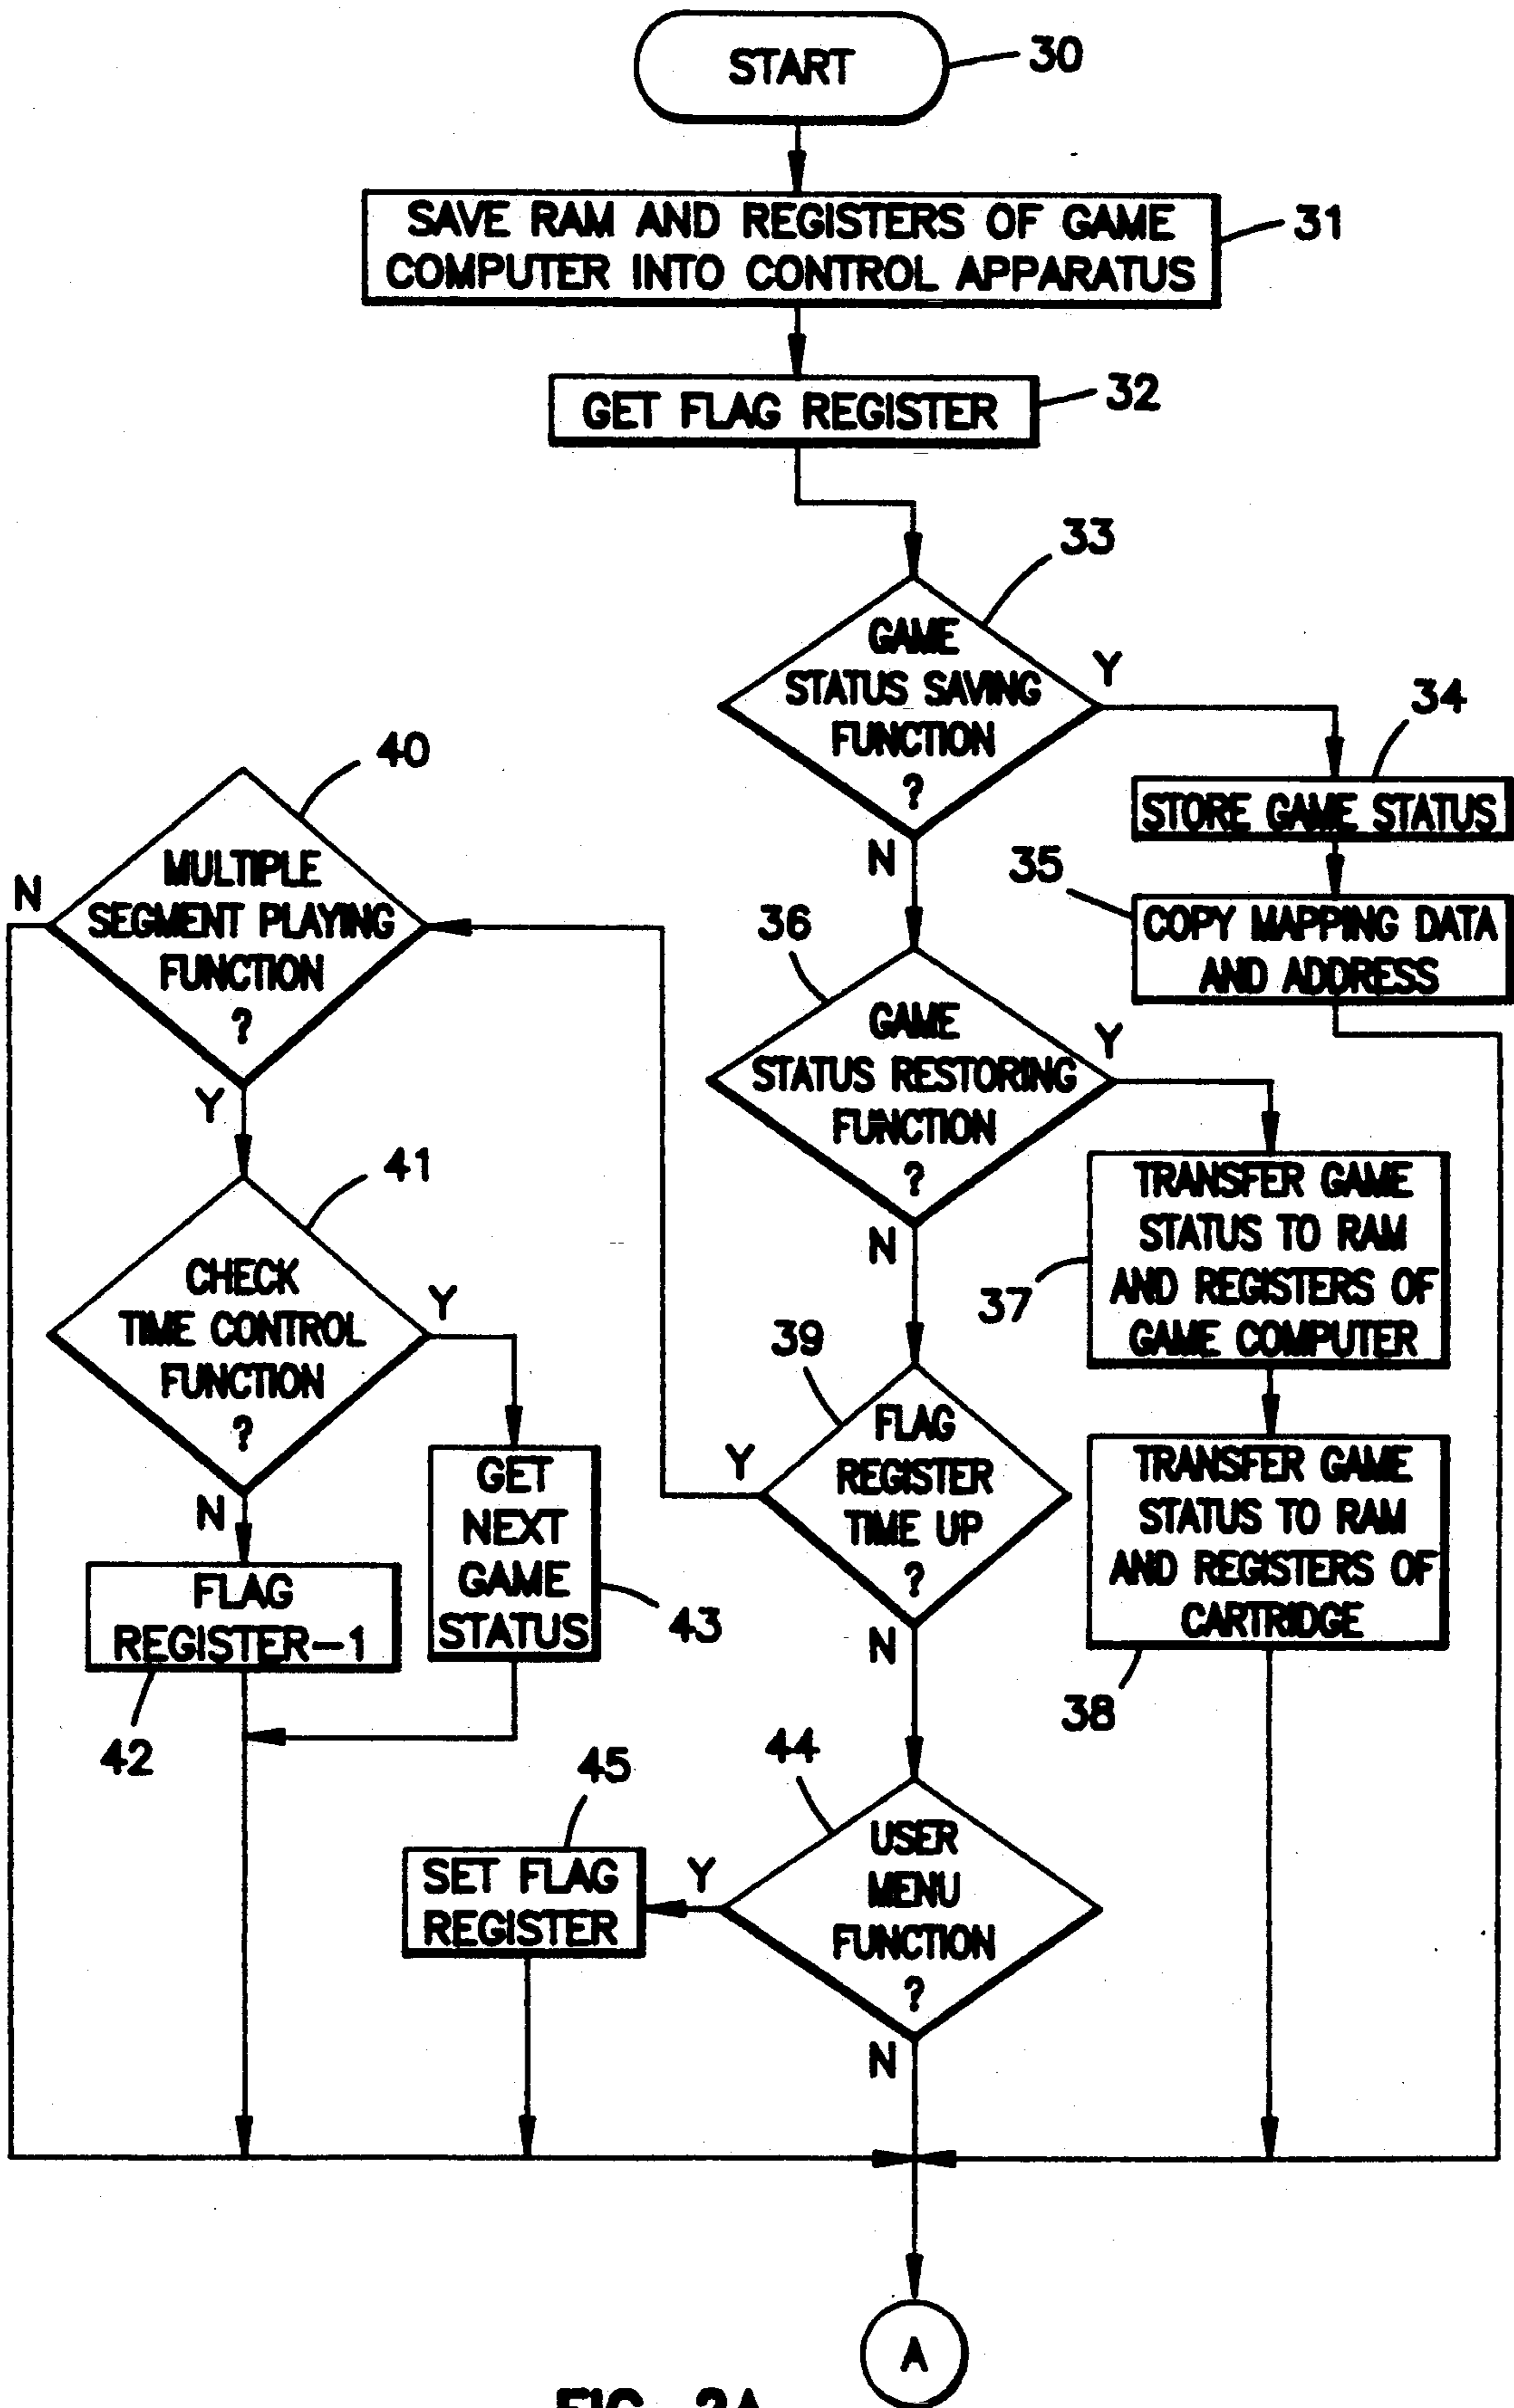 START
30
SAVE RAM AND REGISTERS OF GAME
COMPUTER INTO CONTROL APPARATUS
31
GET FLAG REGISTER
32
33
GAME
STATUS SAVING
FUNCTION
?
Y
N
34
STORE GAME STATUS
35
COPY MAPPING DATA
AND ADDRESS
36
GAME
STATUS RESTORING
FUNCTION
?
Y
N
37
TRANSFER GAME
STATUS TO RAM
AND REGISTERS OF
GAME COMPUTER
38
TRANSFER GAME
STATUS TO RAM
AND REGISTERS OF
CARTRIDGE
39
FLAG
REGISTER
TIME UP
?
Y
N
40
MULTIPLE
SEGMENT PLAYING
FUNCTION
?
N
Y
41
CHECK
TIME CONTROL
FUNCTION
?
Y
N
FLAG
REGISTER-1
42
GET
NEXT
GAME
STATUS
43
44
USER
MENU
FUNCTION
?
Y
N
45
SET FLAG
REGISTER
A
FIG. 2A